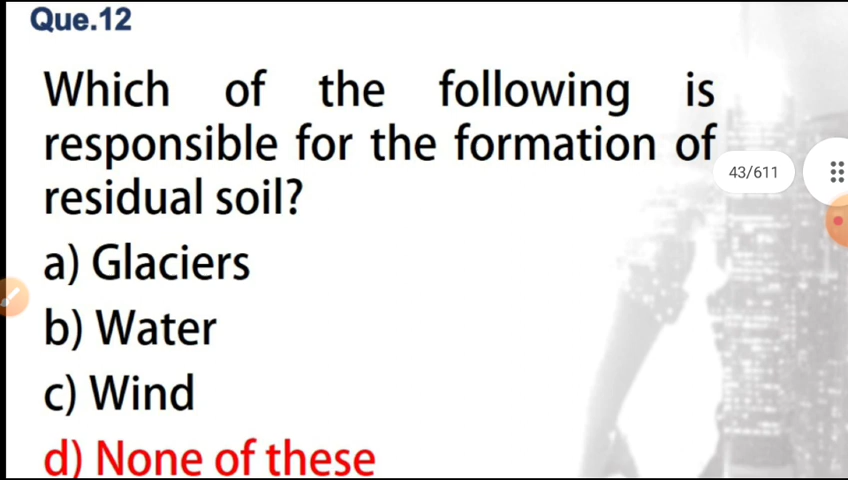 Que.12
Which of the following is
responsible for the formation of
residual soil?
43/611
a) Glaciers
b) Water
c) Wind
d) None of these